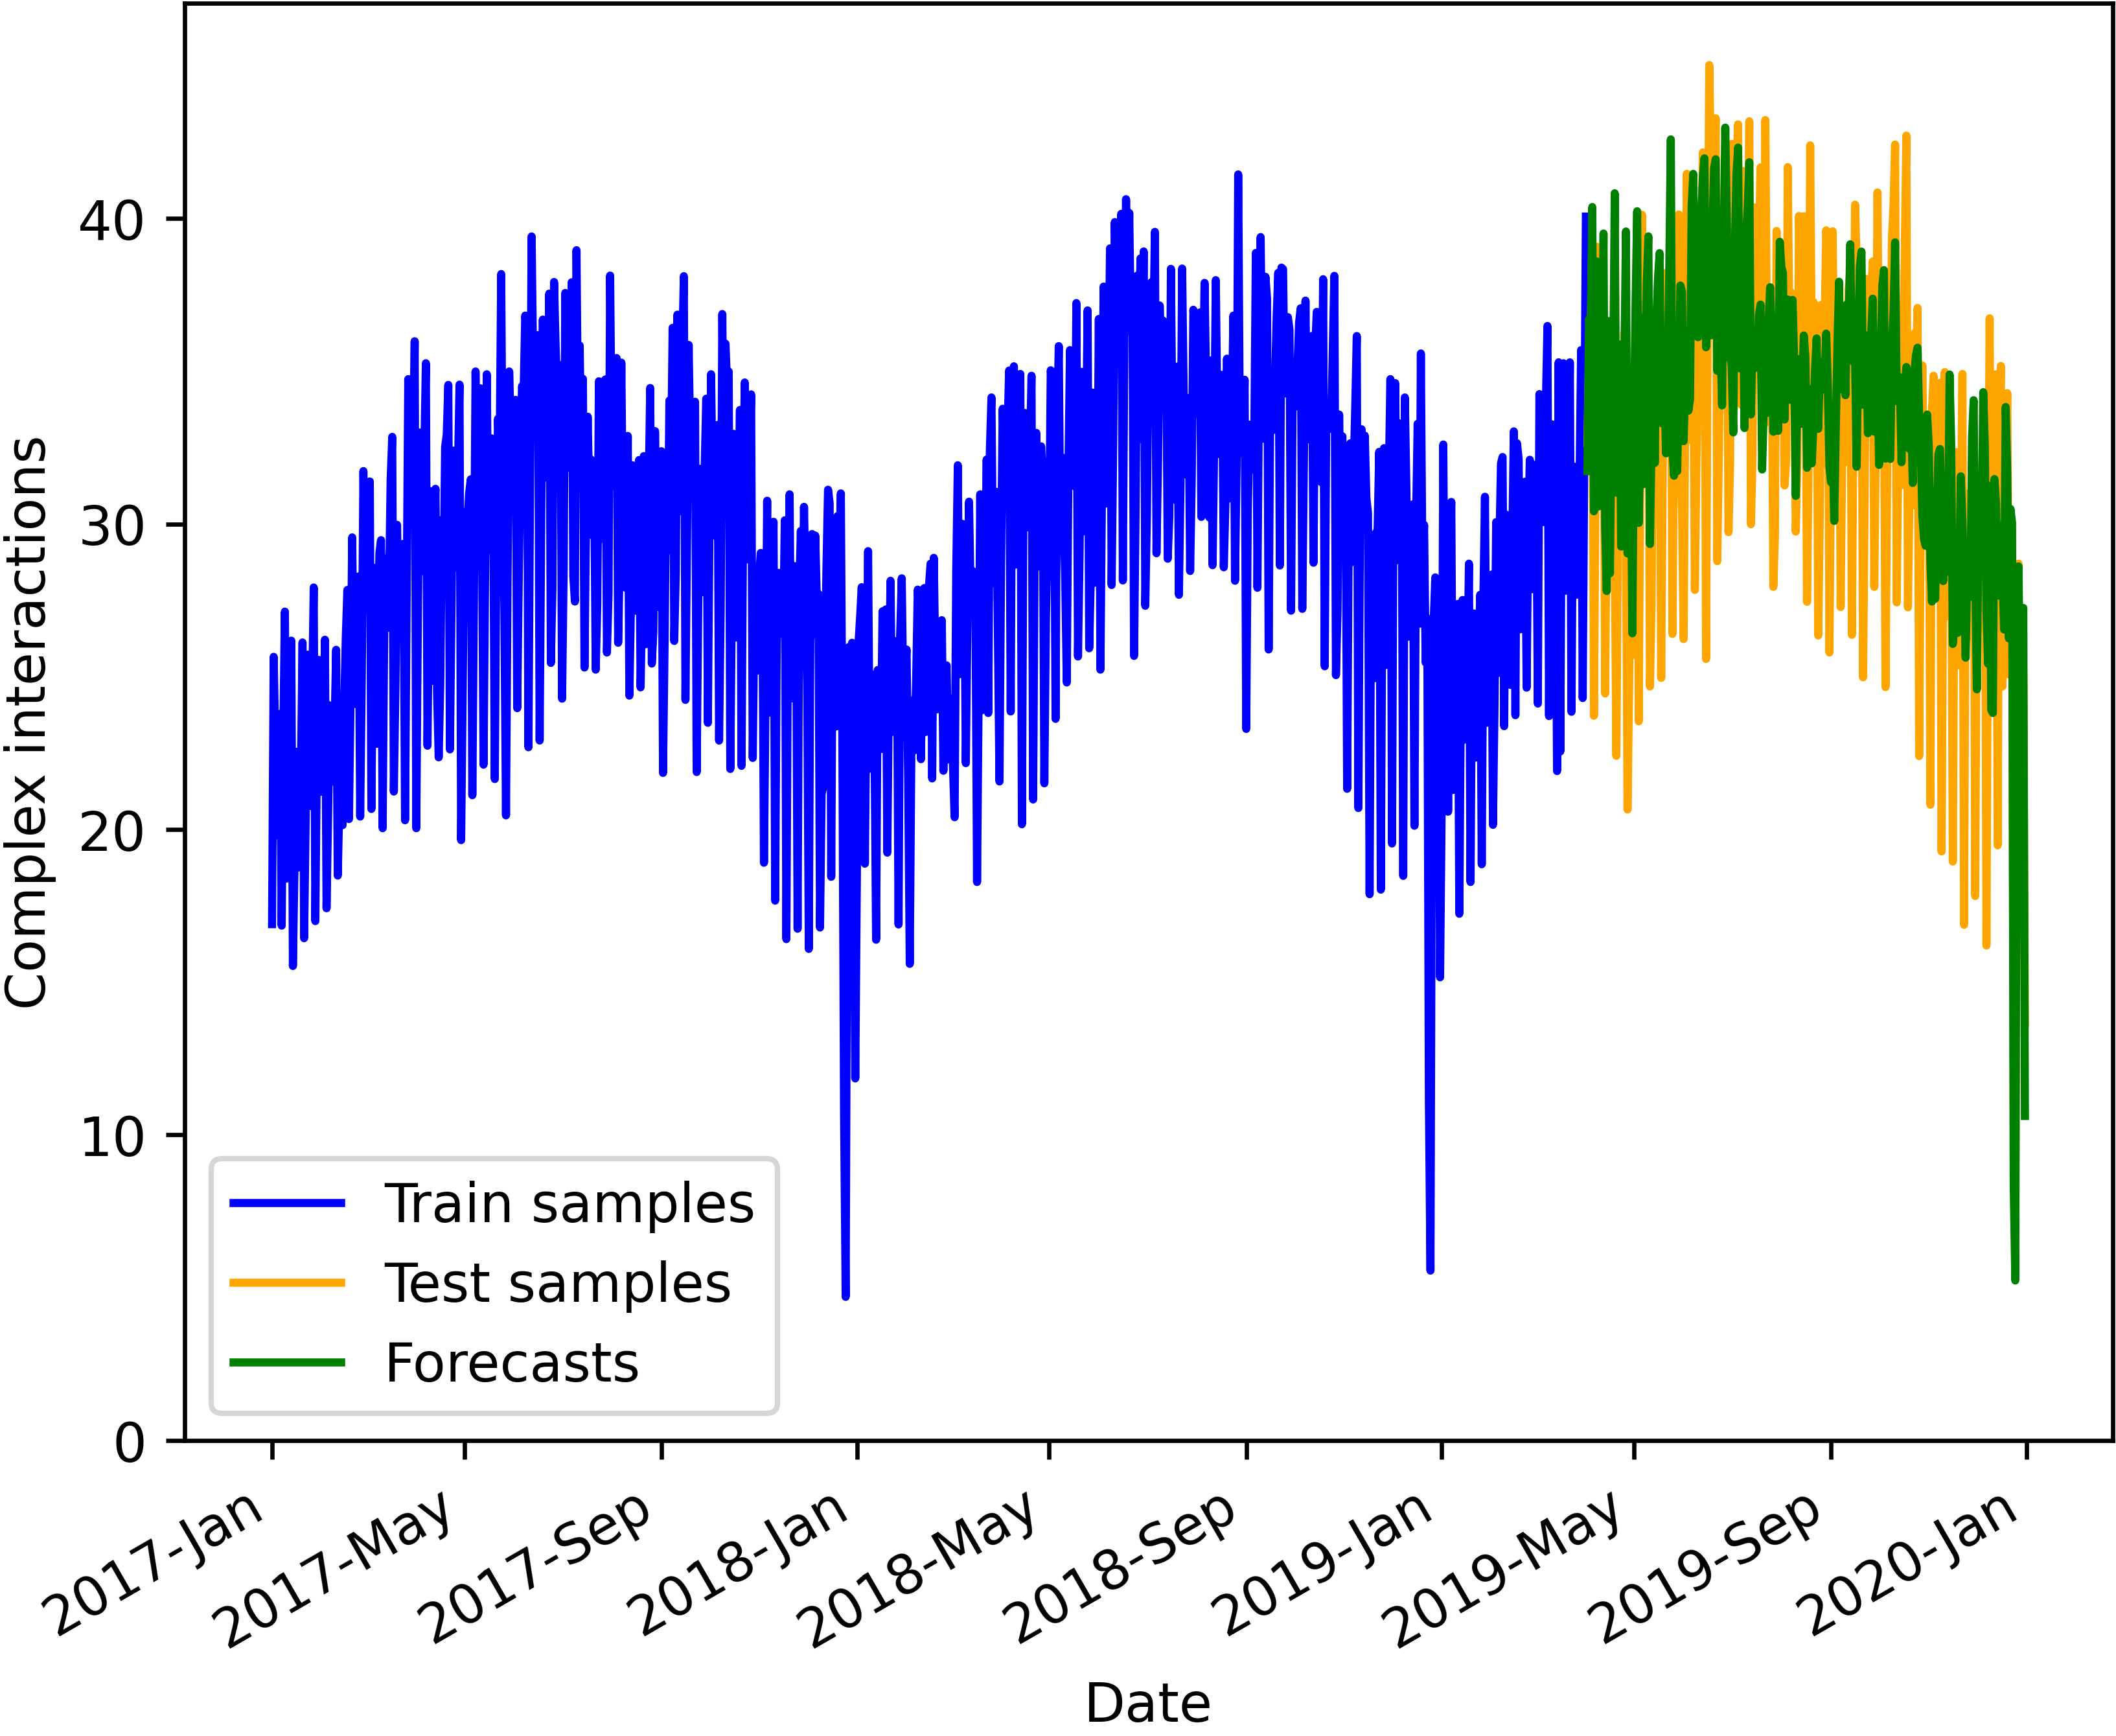 Complex interactions
40
30
20
10
0
Train samples
Test samples
Forecasts
2017-Jan
2017-May
2017-Sep
2018-Jan
2018-May
2018-Sep
2019-Jan
2019-May
2019-Sep
2020-Jan
Date